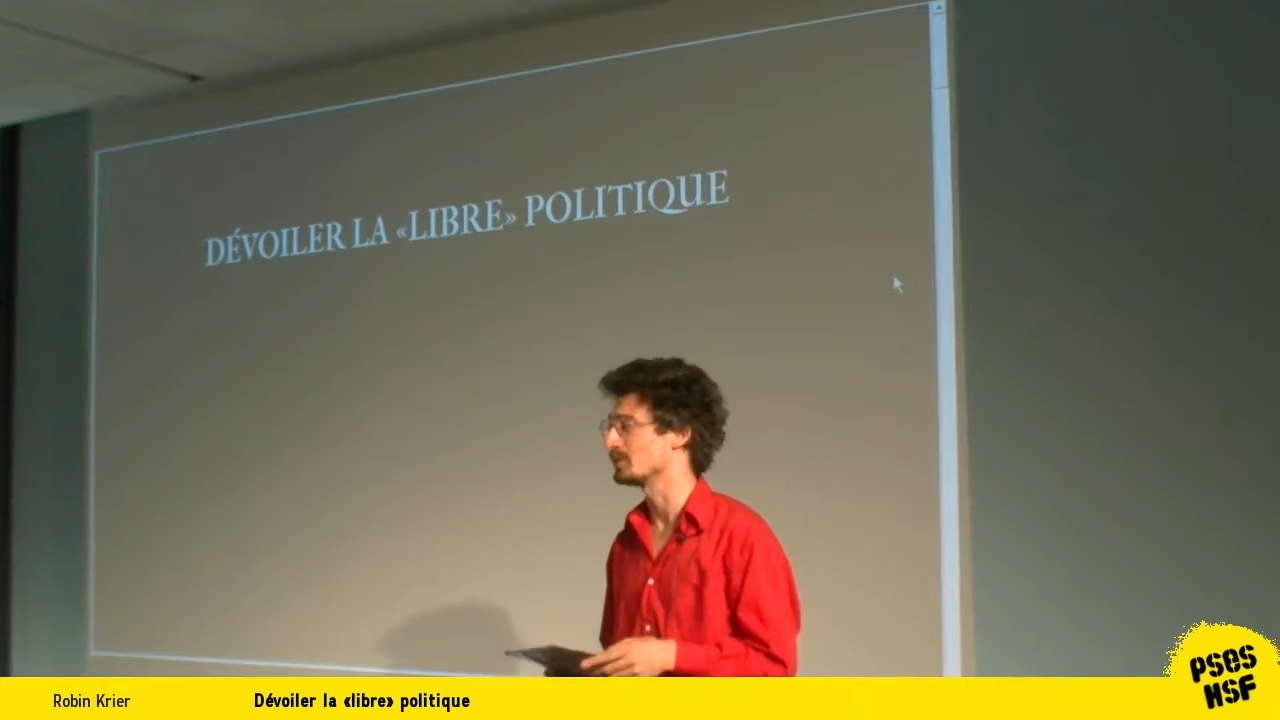 DÉVOILER LA «LIBRE» POLITIQUE
Robin Krier Dévoiler la «libre» politique
PSES
HSF